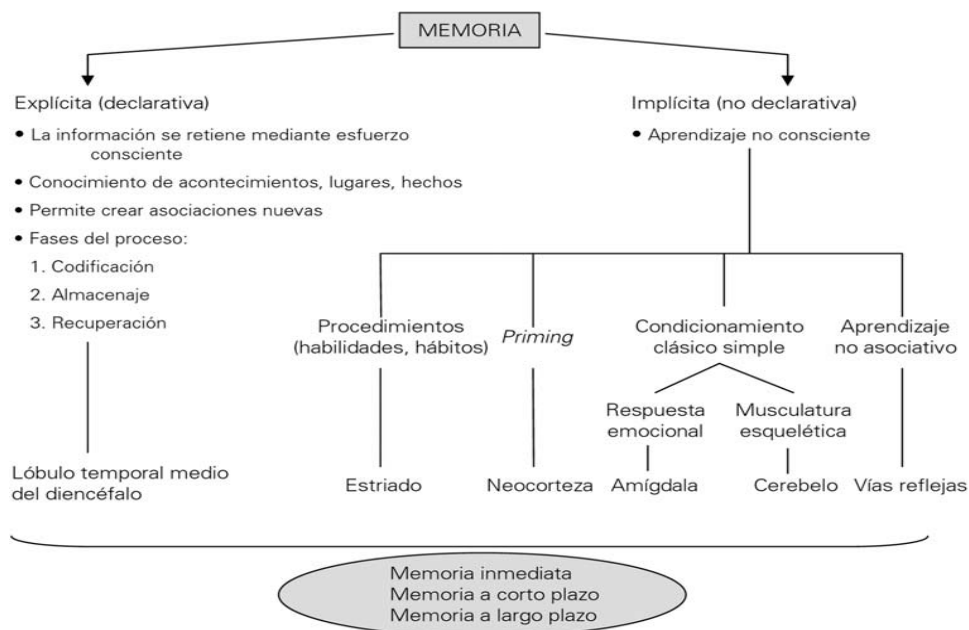 MEMORIA
Explícita (declarativa)
• La información se retiene mediante esfuerzo
consciente
• Conocimiento de acontecimientos, lugares, hechos
• Permite crear asociaciones nuevas
• Fases del proceso:
1. Codificación
2. Almacenaje
3. Recuperación
Lóbulo temporal medio
del diencéfalo
Implícita (no declarativa)
• Aprendizaje no consciente
Procedimientos
(habilidades, hábitos)
Estriado
Priming
Neocorteza
Condicionamiento
clásico simple
Respuesta
emocional
Amígdala
Musculatura
esquelética
Cerebelo
Aprendizaje
no asociativo
Vías reflejas
Memoria inmediata
Memoria a corto plazo
Memoria a largo plazo